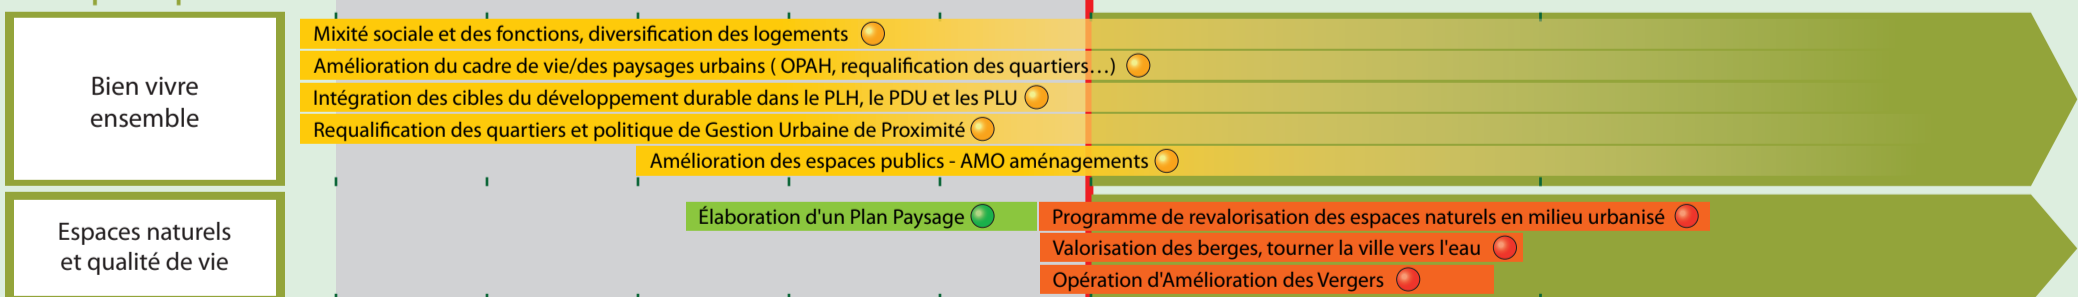 Bien vivre
ensemble
Mixité sociale et des fonctions, diversification des logements
Amélioration du cadre de vie/des paysages urbains ( OPAH, requalification des quartiers…)
Intégration des cibles du développement durable dans le PLH, le PDU et les PLU
Requalification des quartiers et politique de Gestion Urbaine de Proximité
Amélioration des espaces publics - AMO aménagements
Espaces naturels
et qualité de vie
Élaboration d'un Plan Paysage
Programme de revalorisation des espaces naturels en milieu urbanisé
Valorisation des berges, tourner la ville vers l'eau
Opération d'Amélioration des Vergers